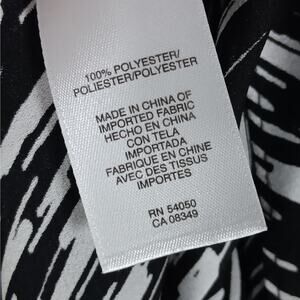 100% POLYESTER/
POLIESTER/POLYESTER
MADE IN CHINA OF
IMPORTED FABRIC
HECHO EN CHINA
CON TELA
IMPORTADA
FABRIQUE EN CHINE
AVEC DES TISSUS
IMPORTES
RN 54050
CA 08349